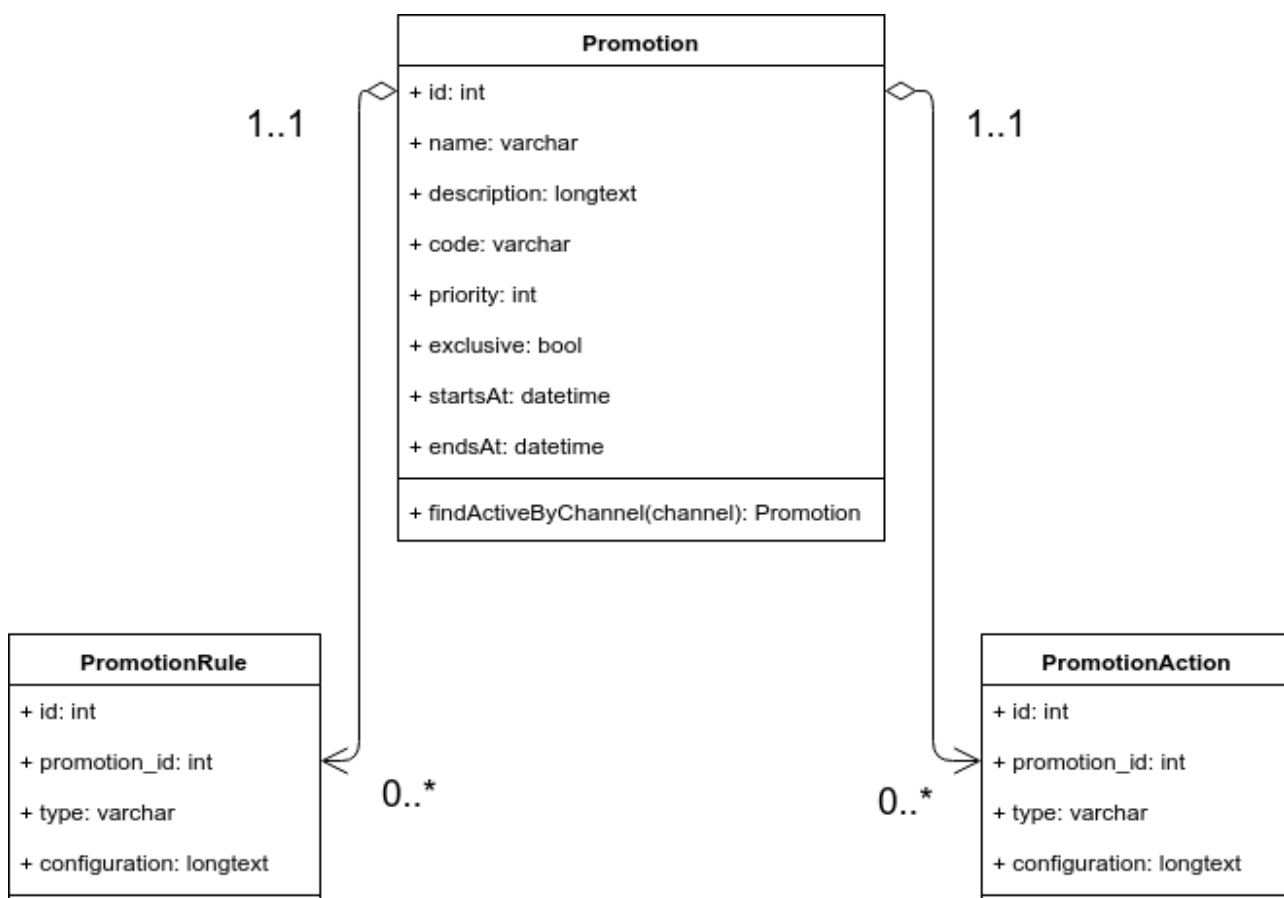 Promotion
+ id: int
+ name: varchar
+ description: longtext
+ code: varchar
+ priority: int
+ exclusive: bool
+ startsAt: datetime
+ endsAt: datetime
+ findActiveByChannel(channel): Promotion
1..1
1..1
PromotionRule
+ id: int
+ promotion_id: int
+ type: varchar
+ configuration: longtext
0..*
0..*
PromotionAction
+ id: int
+ promotion_id: int
+ type: varchar
+ configuration: longtext